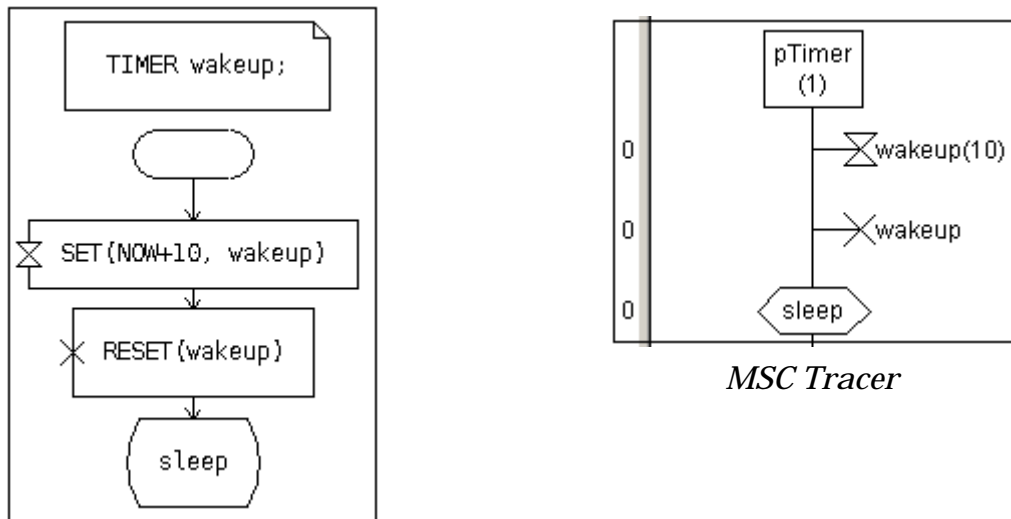 TIMER wakeup;
SET(NOW+10, wakeup)
RESET(wakeup)
sleep
pTimer
(1)
0
wakeup(10)
0
wakeup
0
sleep
MSC Tracer